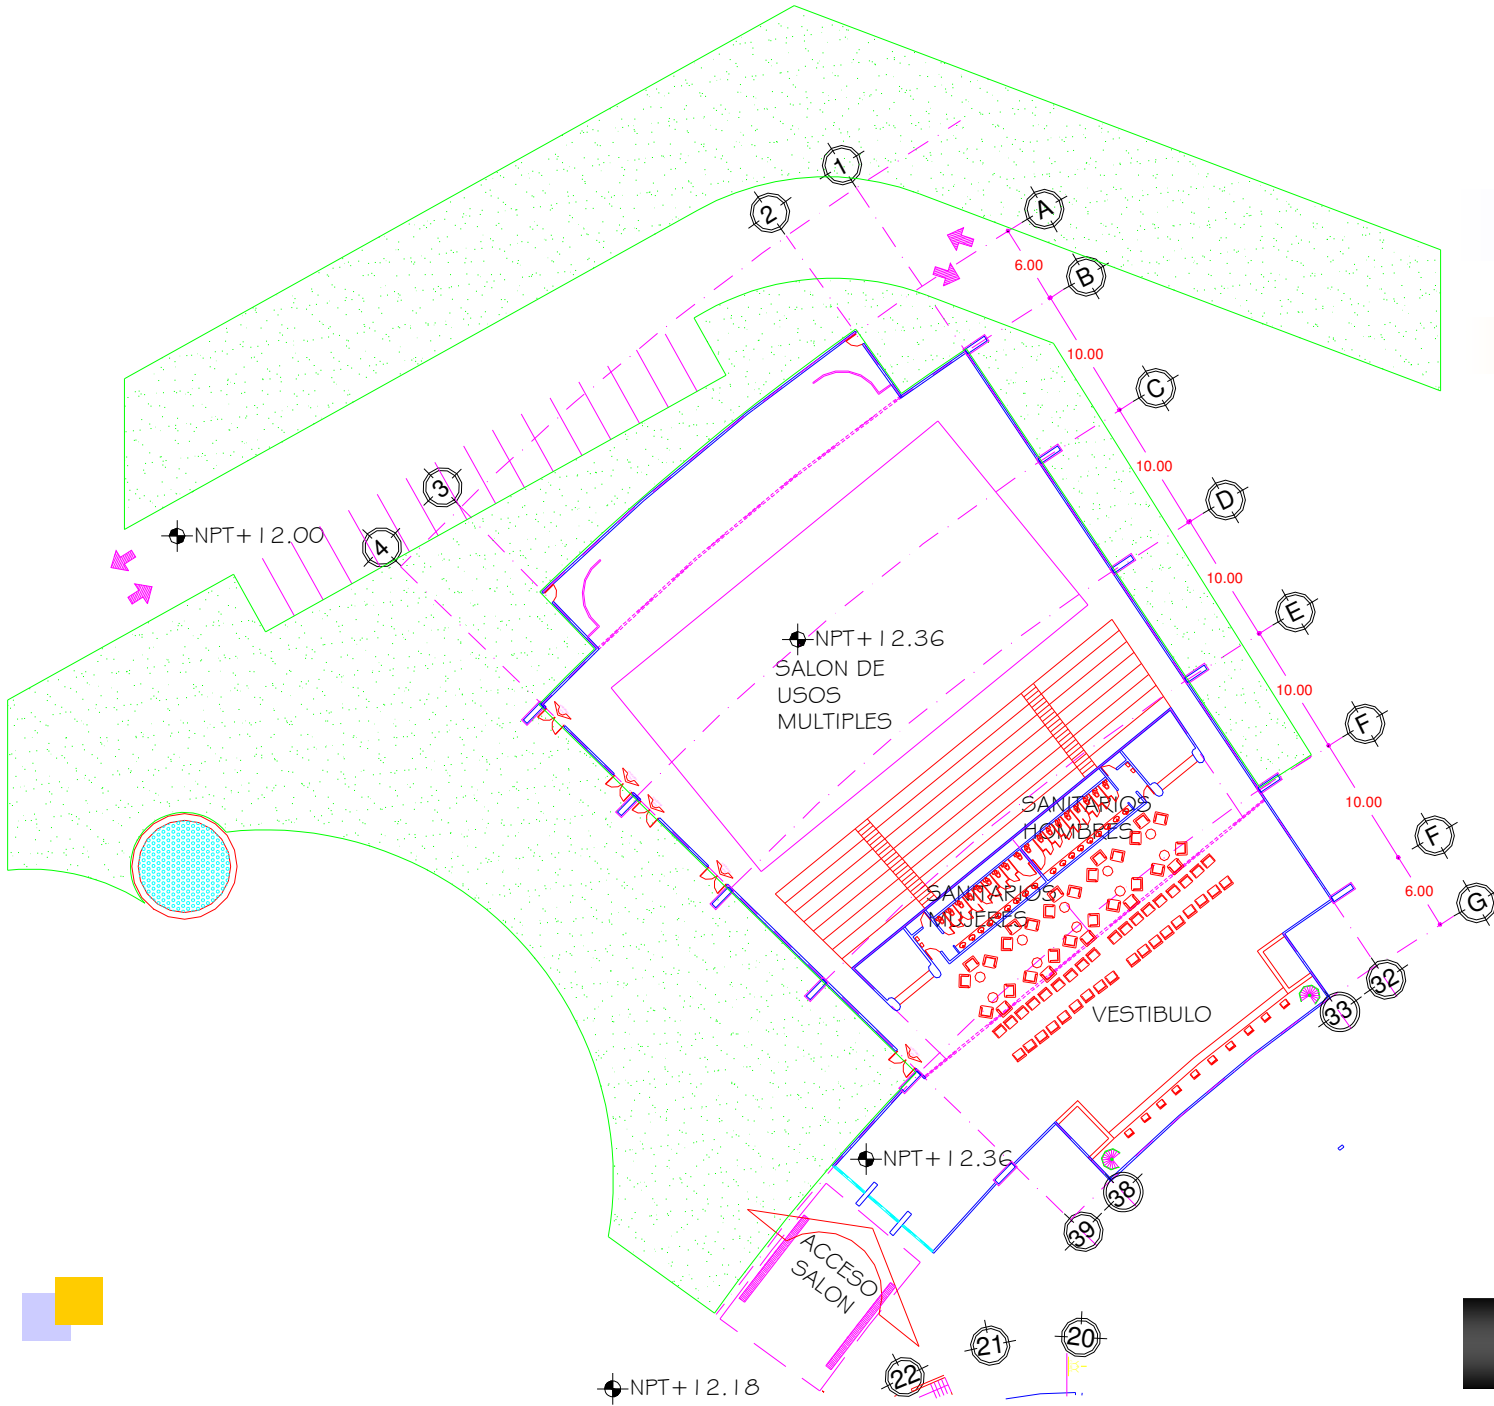 1
2
A
6.00
B
10.00
C
10.00
3
D
NPT+12.00
4
10.00
E
NPT+12.36
SALON DE
USOS
MULTIPLES
10.00
F
SANITARIOS
HOMBRES
10.00
F
SANITARIOS
MUJERES
6.00
G
32
VESTIBULO
33
NPT+12.36
38
39
ACCESO
SALON
21
20
22
NPT+12.18